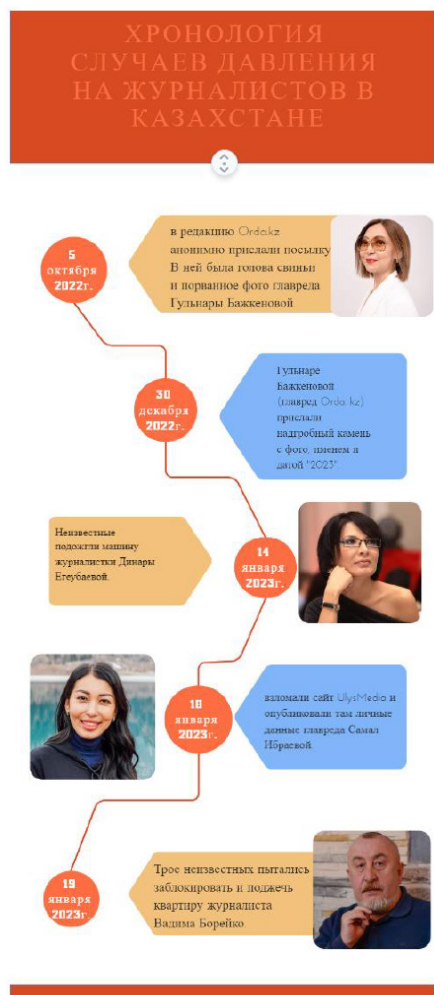 ХРОНОЛОГИЯ
СЛУЧАЕВ ДАВЛЕНИЯ
НА ЖУРНАЛИСТОВ В
КАЗАХСТАНЕ
5
октября
2022г.
в редакцию Orda.kz
анонимно прислали посылку
В ней была голова свиньи
и порванное фото главреда
Гульнары Бажкеновой
30
декабря
2022г.
Гульнаре
Бажкеновой
(главред Orda.kz)
прислали
надгробный камень
с фото, именем и
датой "2023"
Неизвестные
подожгли машину
журналистки Динары
Егеубаевой.
14
января
2023г.
18
января
2023г.
взломали сайт UlysMedia и
опубликовали там личные
данные главреда Самал
Ибраевой.
19
января
2023г.
Трое неизвестных пытались
заблокировать и поджечь
квартиру журналиста
Вадима Борейко.